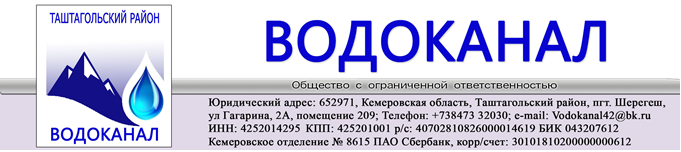 ТАШТАГОЛЬСКИЙ РАЙОН
ВОДОКАНАЛ
ВОДОКАНАЛ
Общество с ограниченной ответственностью
Юридический адрес: 652971, Кемеровская область, Таштагольский район, пгт. Шерегеш,
ул Гагарина, 2А, помещение 209; Телефон: +738473 32030; e-mail: Vodokanal42@bk.ru
ИНН: 4252014295 КПП: 425201001 р/с: 40702810826000014619 БИК 043207612
Кемеровское отделение № 8615 ПАО Сбербанк, корр/счет: 30101810200000000612